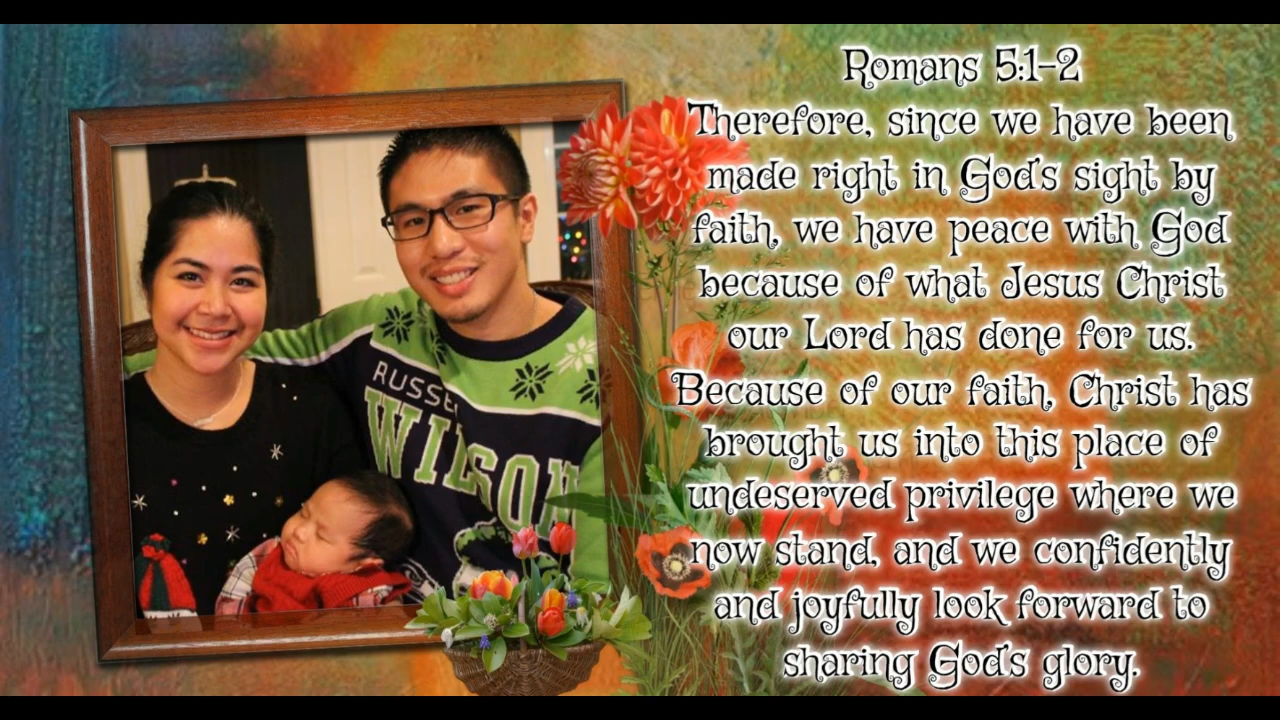 Romans 5:1-2
Therefore, since we have been
made right in God's sight by
faith, we have peace with God
because of what Jesus Christ
our Lord has done for us.
Because of our faith, Christ has
brought us into this place of
undeserved privilege where we
now stand, and we confidently
and joyfully look forward to
sharing God's glory.
RUSSE
WILSON